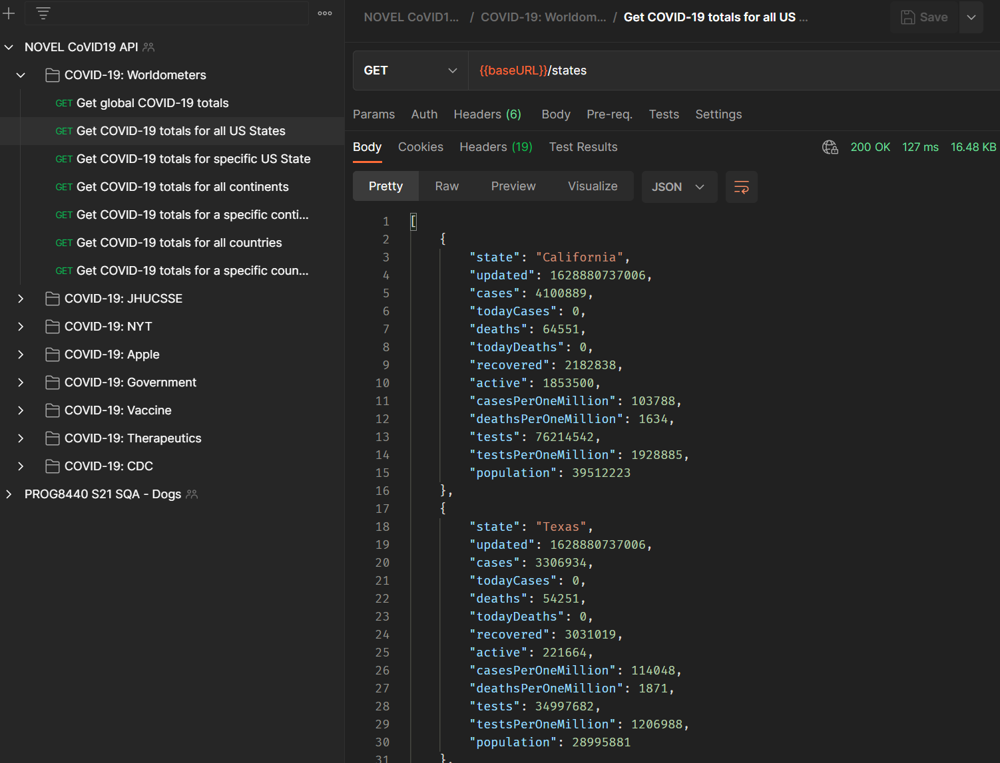 NOVEL CoVID19 API
COVID-19: Worldometers
GET Get global COVID-19 totals
GET Get COVID-19 totals for all US States
GET Get COVID-19 totals for specific US State
GET Get COVID-19 totals for all continents
GET Get COVID-19 totals for a specific conti...
GET Get COVID-19 totals for all countries
GET Get COVID-19 totals for a specific coun...
COVID-19: JHUCSSE
COVID-19: NYT
COVID-19: Apple
COVID-19: Government
COVID-19: Vaccine
COVID-19: Therapeutics
COVID-19: CDC
PROG8440 S21 SQA - Dogs
NOVEL CoVID1... / COVID-19: Worldom... / Get COVID-19 totals for all US ... Save
GET {{baseURL}}/states
Params Auth Headers (6) Body Pre-req. Tests Settings
Body Cookies Headers (19) Test Results 200 OK 127 ms 16.48 KB
Pretty Raw Preview Visualize JSON
1 [
2 {
3 "state": "California",
4 "updated": 1628880737006,
5 "cases": 4100889,
6 "todayCases": 0,
7 "deaths": 64551,
8 "todayDeaths": 0,
9 "recovered": 2182838,
10 "active": 1853500,
11 "casesPerOneMillion": 103788,
12 "deathsPerOneMillion": 1634,
13 "tests": 76214542,
14 "testsPerOneMillion": 1928885,
15 "population": 39512223
16 },
17 {
18 "state": "Texas",
19 "updated": 1628880737006,
20 "cases": 3306934,
21 "todayCases": 0,
22 "deaths": 54251,
23 "todayDeaths": 0,
24 "recovered": 3031019,
25 "active": 221664,
26 "casesPerOneMillion": 114048,
27 "deathsPerOneMillion": 1871,
28 "tests": 34997682,
29 "testsPerOneMillion": 1206988,
30 "population": 28995881
31 },